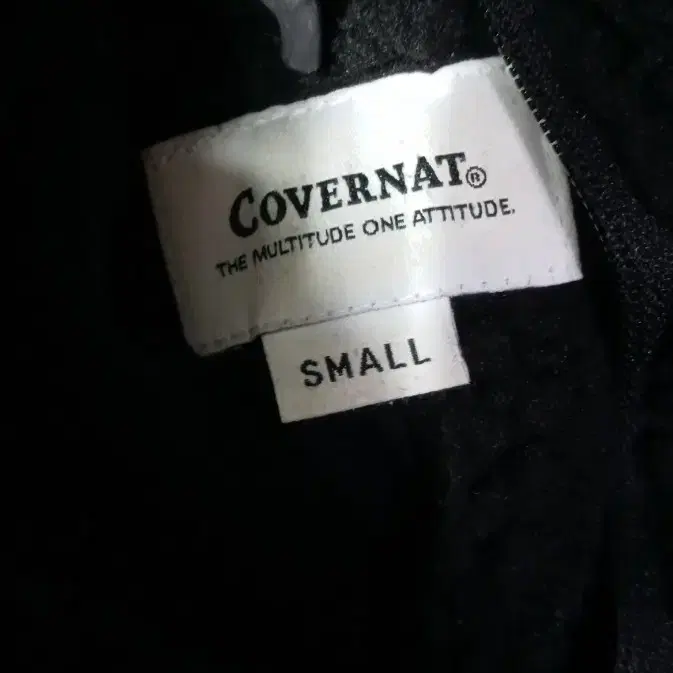 COVERNAT®
THE MULTITUDE ONE ATTITUDE.
SMALL